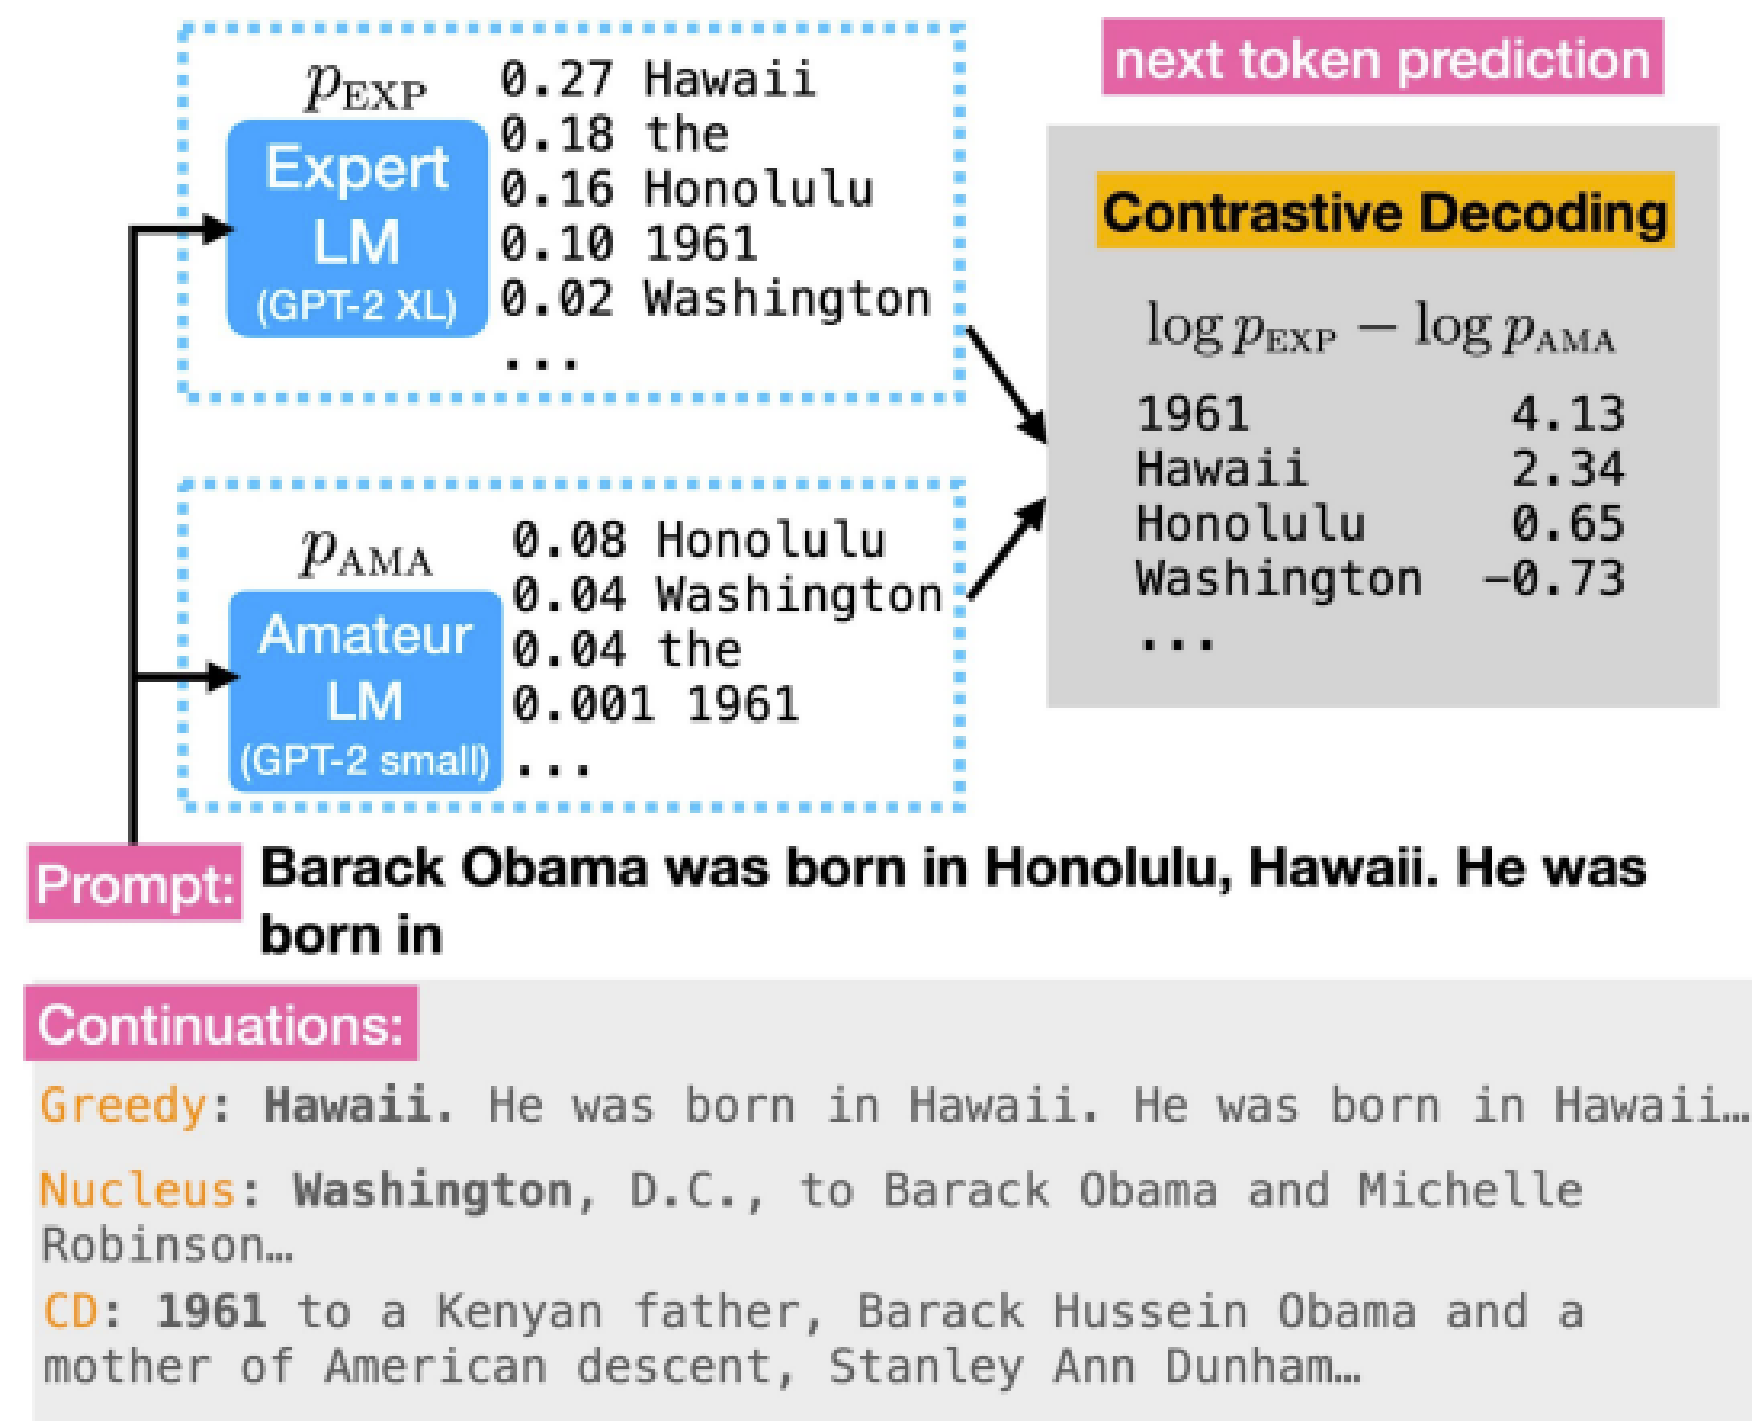 p_EXP
Expert
LM
(GPT-2 XL)
0.27 Hawaii
0.18 the
0.16 Honolulu
0.10 1961
0.02 Washington
...
p_AMA
Amateur
LM
(GPT-2 small)
0.08 Honolulu
0.04 Washington
0.04 the
0.001 1961
...
next token prediction
Contrastive Decoding
log p_EXP − log p_AMA
1961 4.13
Hawaii 2.34
Honolulu 0.65
Washington −0.73
...
Prompt: Barack Obama was born in Honolulu, Hawaii. He was
born in
Continuations:
Greedy: Hawaii. He was born in Hawaii. He was born in Hawaii…
Nucleus: Washington, D.C., to Barack Obama and Michelle
Robinson…
CD: 1961 to a Kenyan father, Barack Hussein Obama and a
mother of American descent, Stanley Ann Dunham…